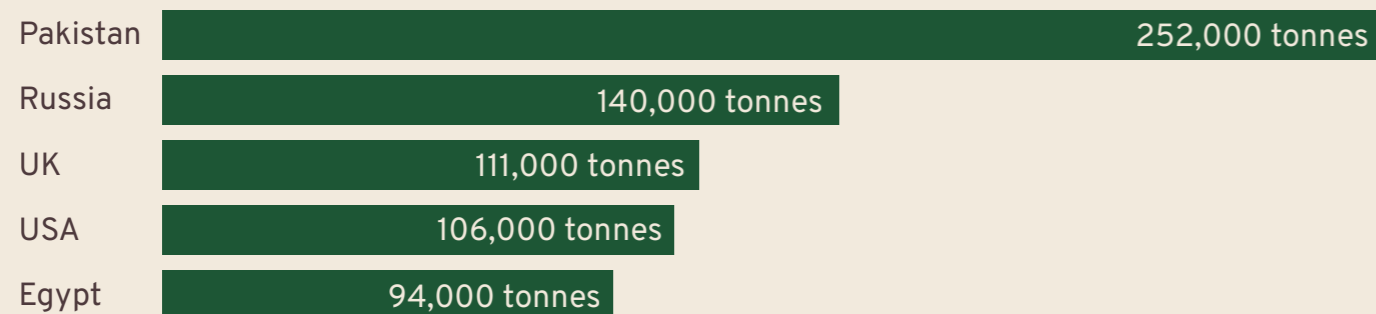 Pakistan 252,000 tonnes
Russia 140,000 tonnes
UK 111,000 tonnes
USA 106,000 tonnes
Egypt 94,000 tonnes